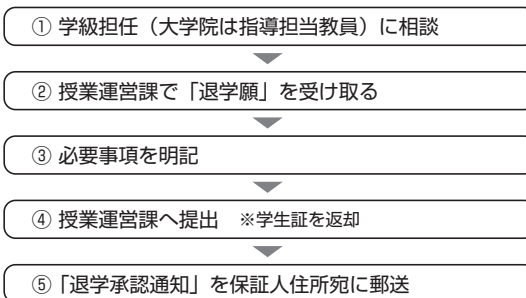 ① 学級担任（大学院は指導担当教員）に相談
② 授業運営課で「退学願」を受け取る
③ 必要事項を明記
④ 授業運営課へ提出　※学生証を返却
⑤「退学承認通知」を保証人住所宛に郵送